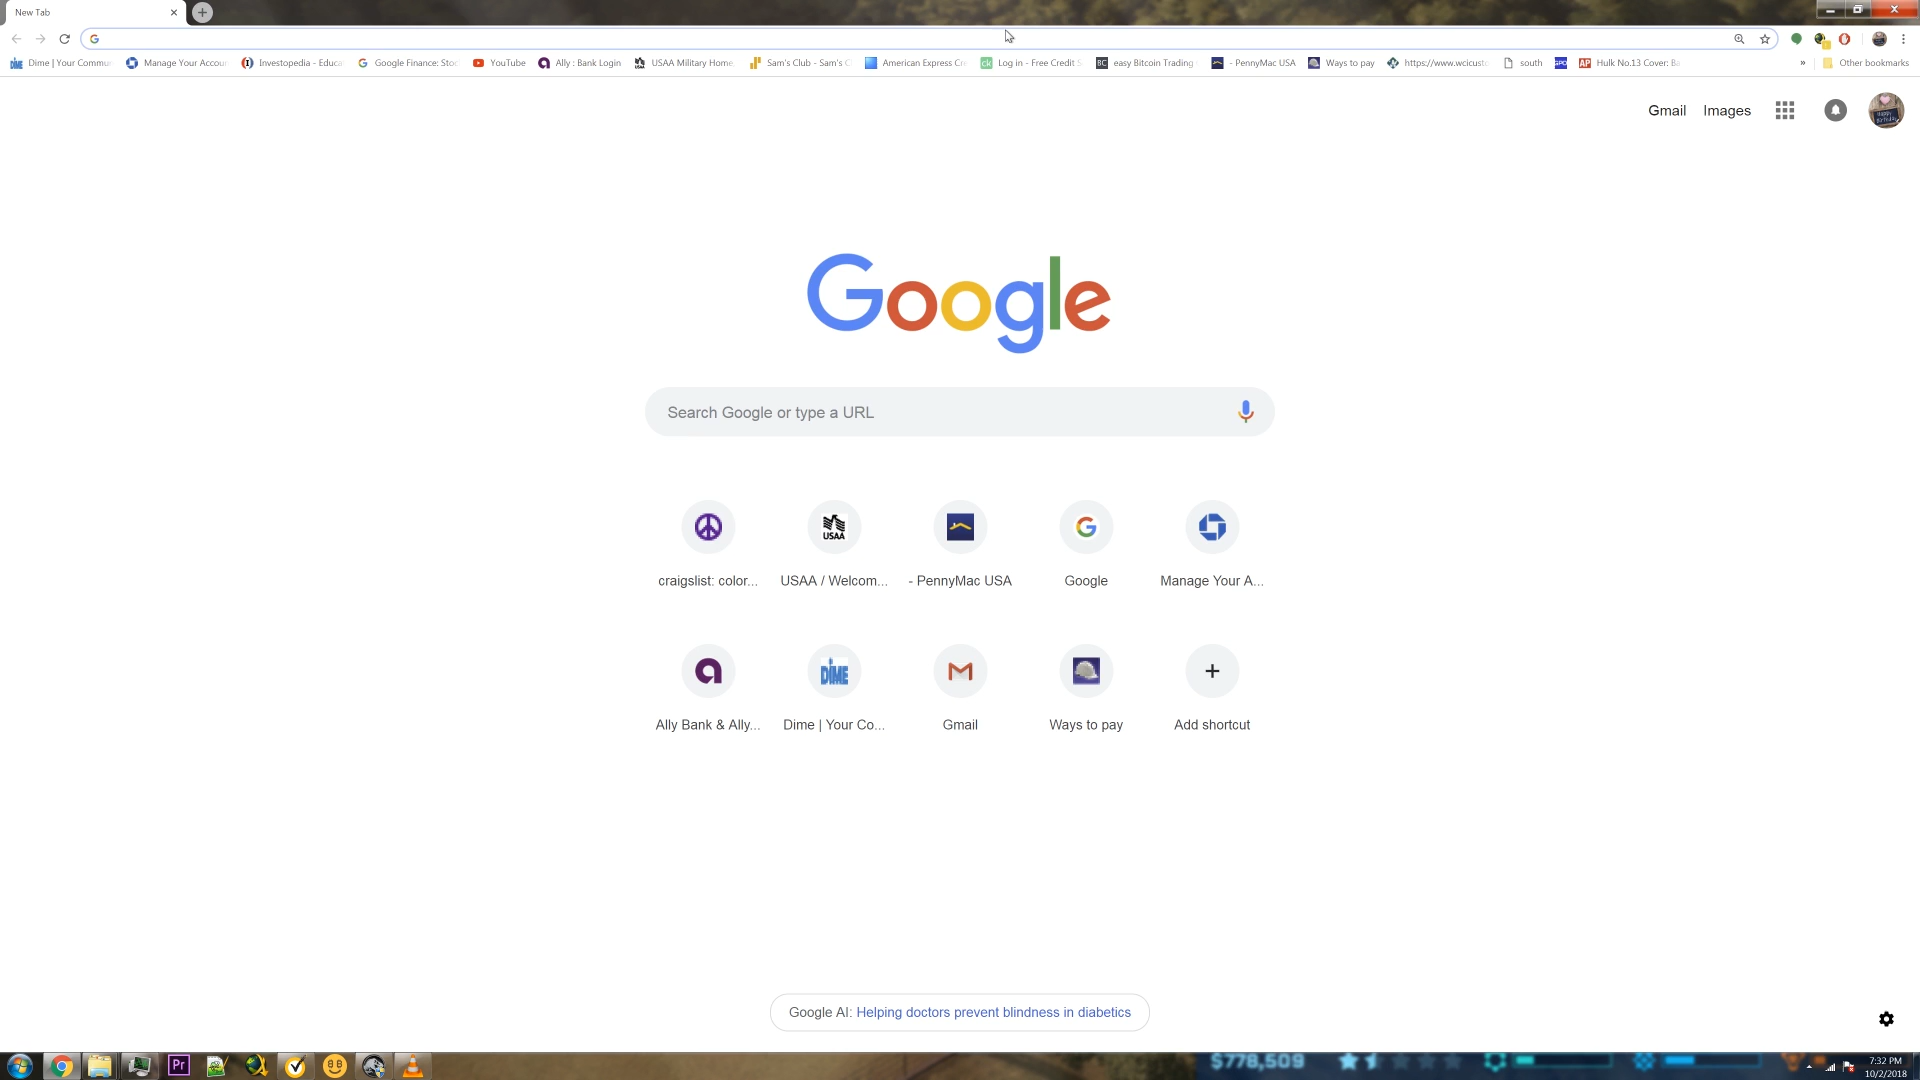 New Tab
Dime | Your Commu
Manage Your Accou
Investopedia - Educa
Google Finance: Stoc
YouTube
Ally : Bank Login
USAA Military Home,
Sam's Club - Sam's C
American Express Cr
Log in - Free Credit S
easy Bitcoin Trading
- PennyMac USA
Ways to pay
https://www.wcicusto
south
Hulk No.13 Cover: Ba
» Other bookmarks
Gmail Images
Google
Search Google or type a URL
USAA
craigslist: color... USAA / Welcom... - PennyMac USA Google Manage Your A...
DIME
Ally Bank & Ally... Dime | Your Co... Gmail Ways to pay Add shortcut
Google AI: Helping doctors prevent blindness in diabetics
Pr
$778,509
7:32 PM
10/2/2018